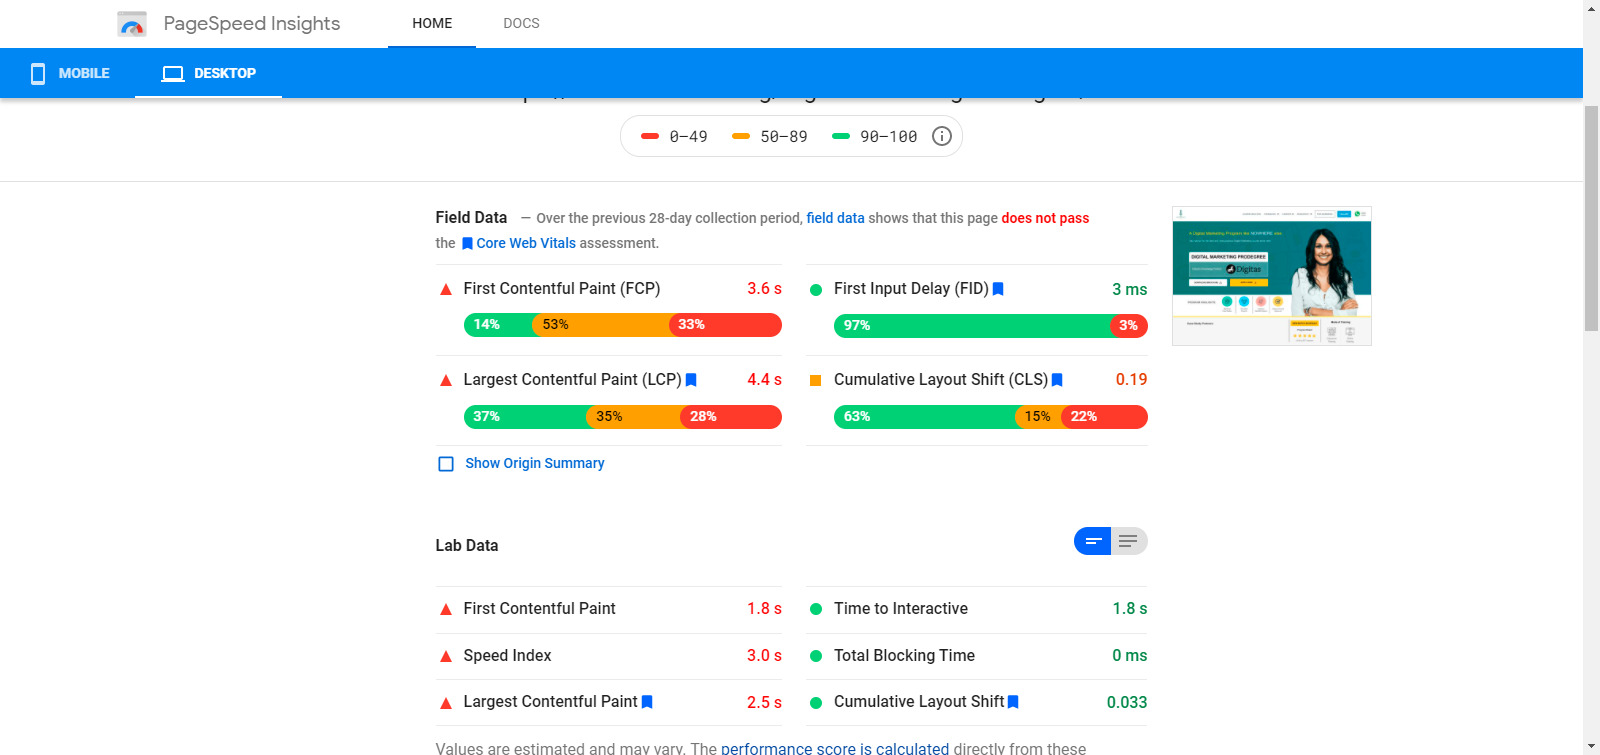 PageSpeed Insights HOME DOCS
MOBILE DESKTOP
0–49 50–89 90–100
Field Data — Over the previous 28-day collection period, field data shows that this page does not pass
the Core Web Vitals assessment.
First Contentful Paint (FCP) 3.6 s
14% 53% 33%
First Input Delay (FID) 3 ms
97% 3%
Largest Contentful Paint (LCP) 4.4 s
37% 35% 28%
Cumulative Layout Shift (CLS) 0.19
63% 15% 22%
Show Origin Summary
DIGITAL MARKETING PRODEGREE
Digitas
Lab Data
First Contentful Paint 1.8 s
Time to Interactive 1.8 s
Speed Index 3.0 s
Total Blocking Time 0 ms
Largest Contentful Paint 2.5 s
Cumulative Layout Shift 0.033
Values are estimated and may vary. The performance score is calculated directly from these